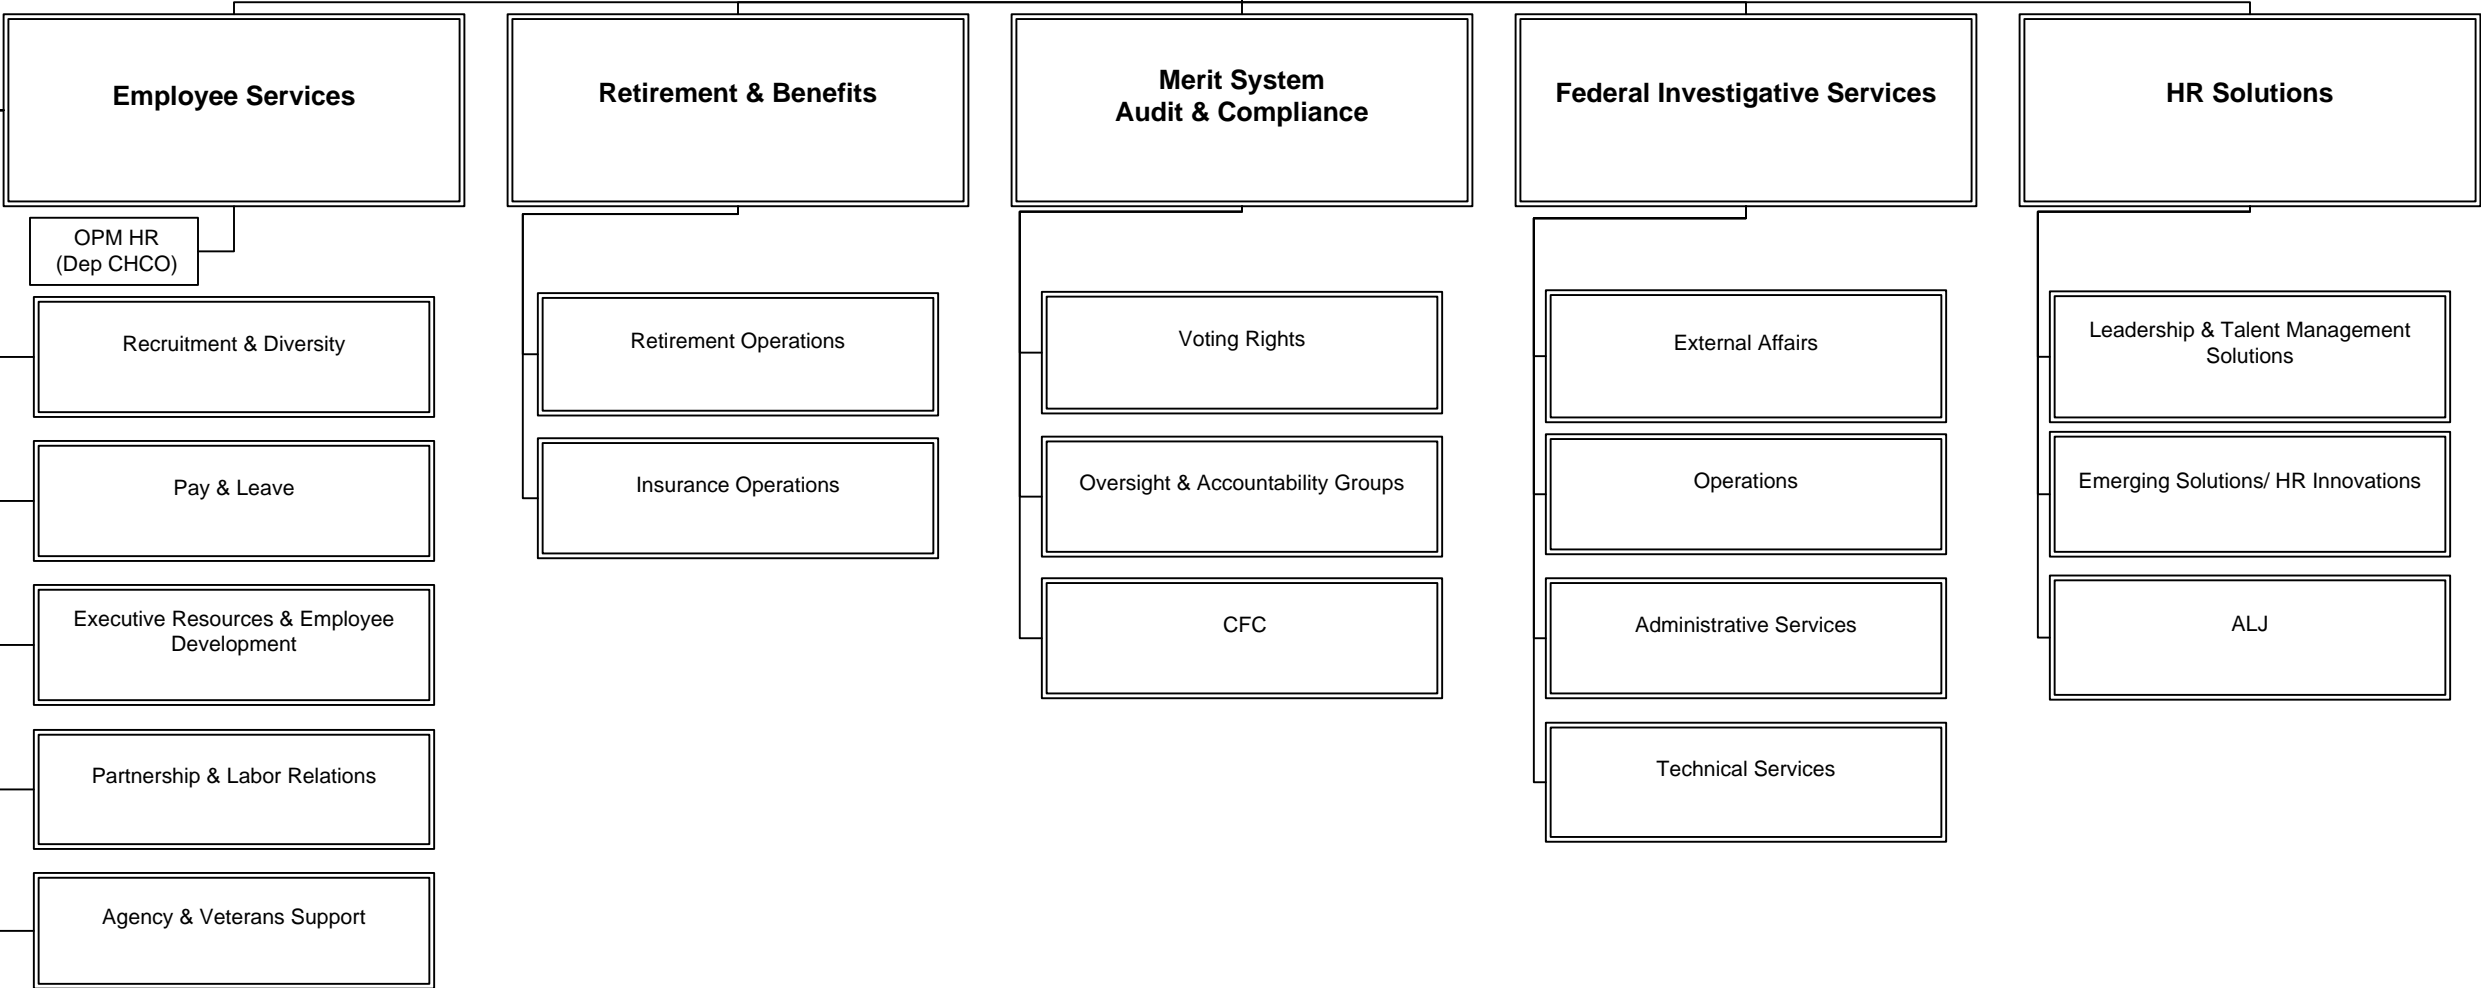 Employee Services
OPM HR
(Dep CHCO)
Recruitment & Diversity
Pay & Leave
Executive Resources & Employee
Development
Partnership & Labor Relations
Agency & Veterans Support
Retirement & Benefits
Retirement Operations
Insurance Operations
Merit System
Audit & Compliance
Voting Rights
Oversight & Accountability Groups
CFC
Federal Investigative Services
External Affairs
Operations
Administrative Services
Technical Services
HR Solutions
Leadership & Talent Management
Solutions
Emerging Solutions/ HR Innovations
ALJ